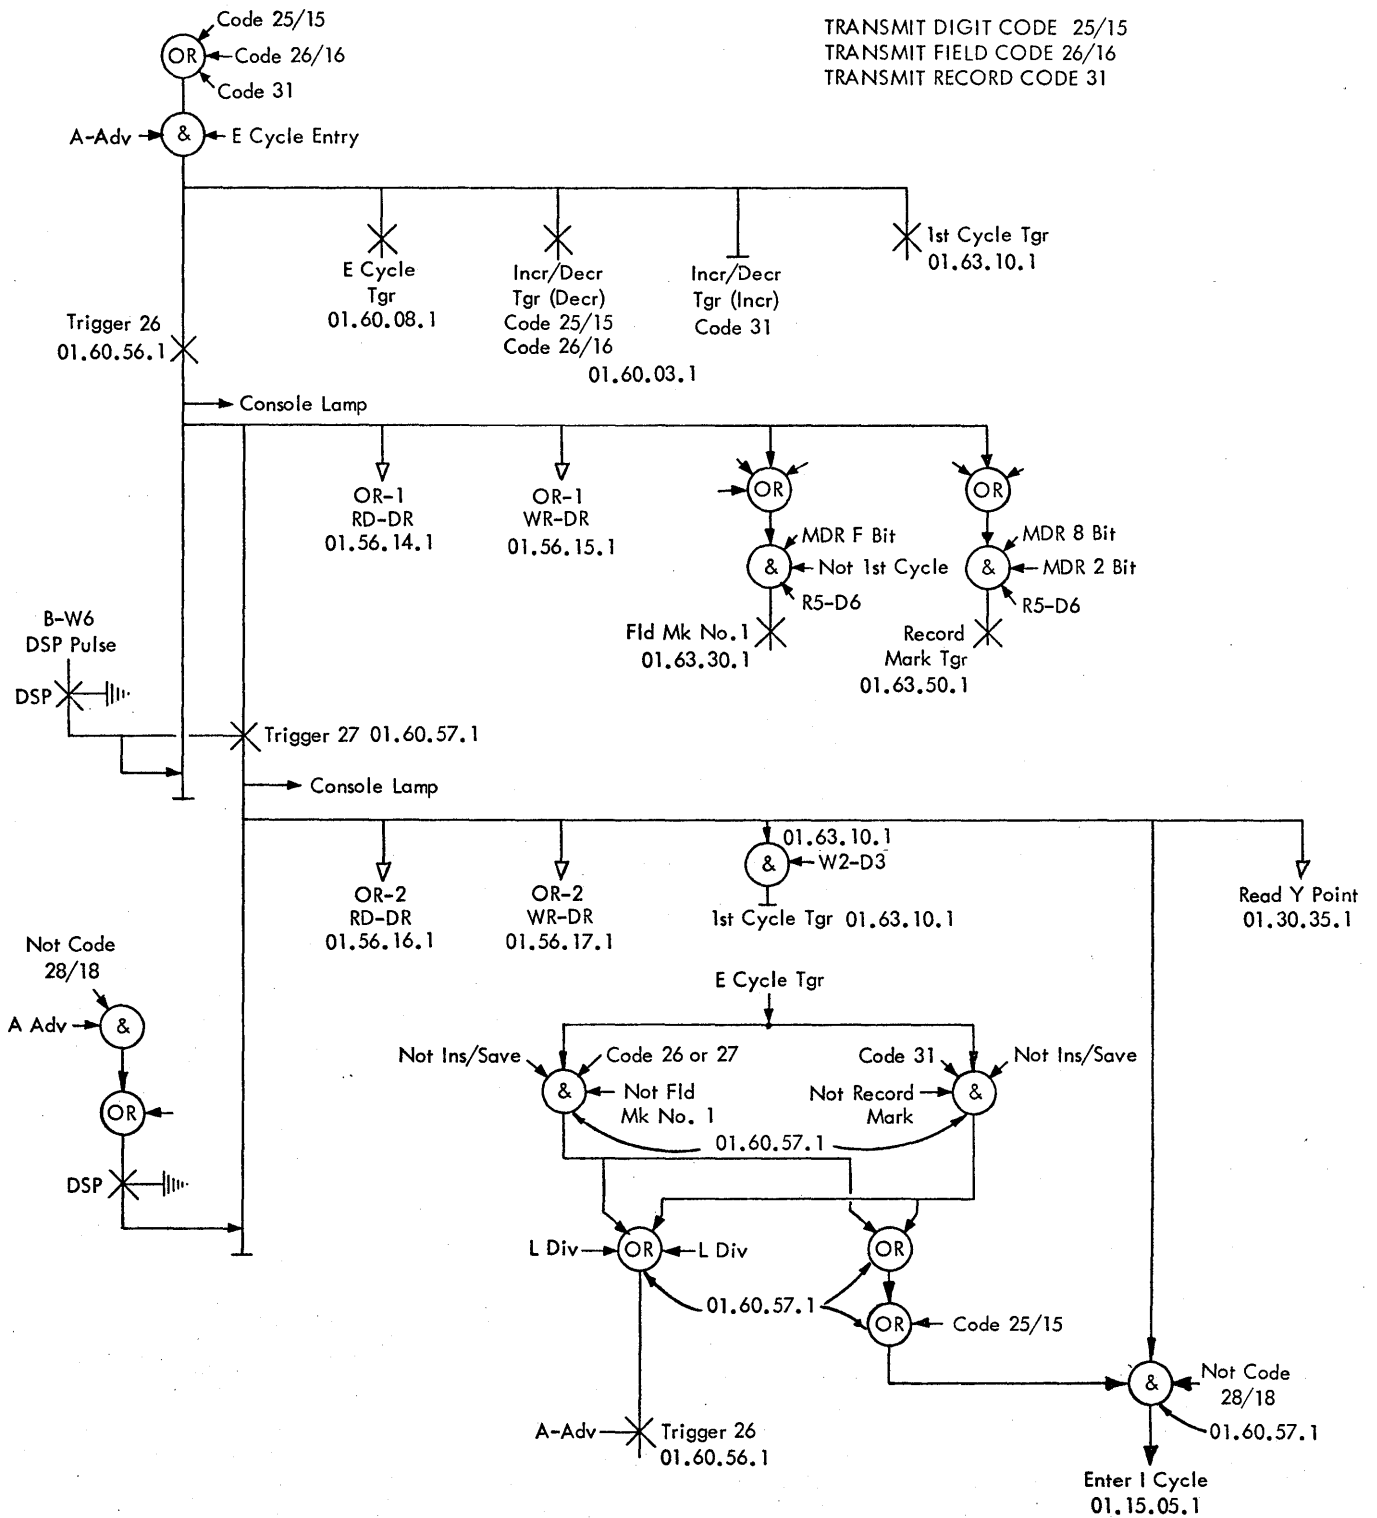 Code 25/15
TRANSMIT DIGIT CODE 25/15
OR
Code 26/16
TRANSMIT FIELD CODE 26/16
TRANSMIT RECORD CODE 31
Code 31
A-Adv
&
E Cycle Entry
1st Cycle Tgr
01.63.10.1
E Cycle
Tgr
01.60.08.1
Incr/Decr
Tgr (Decr)
Code 25/15
Code 26/16
Incr/Decr
Tgr (Incr)
Code 31
01.60.03.1
Trigger 26
01.60.56.1
Console Lamp
OR-1
RD-DR
01.56.14.1
OR-1
WR-DR
01.56.15.1
OR
OR
MDR F Bit
&
Not 1st Cycle
R5-D6
MDR 8 Bit
&
MDR 2 Bit
R5-D6
Fld Mk No.1
01.63.30.1
Record
Mark Tgr
01.63.50.1
B-W6
DSP Pulse
DSP
Trigger 27 01.60.57.1
Console Lamp
OR-2
RD-DR
01.56.16.1
OR-2
WR-DR
01.56.17.1
01.63.10.1
&
W2-D3
1st Cycle Tgr 01.63.10.1
Read Y Point
01.30.35.1
Not Code
28/18
A Adv
&
OR
DSP
E Cycle Tgr
Not Ins/Save
Code 26 or 27
&
Not Fld
Mk No. 1
Code 31
Not Ins/Save
Not Record
Mark
&
01.60.57.1
L Div
OR
L Div
OR
01.60.57.1
OR
Code 25/15
&
Not Code
28/18
01.60.57.1
A-Adv
Trigger 26
01.60.56.1
Enter I Cycle
01.15.05.1